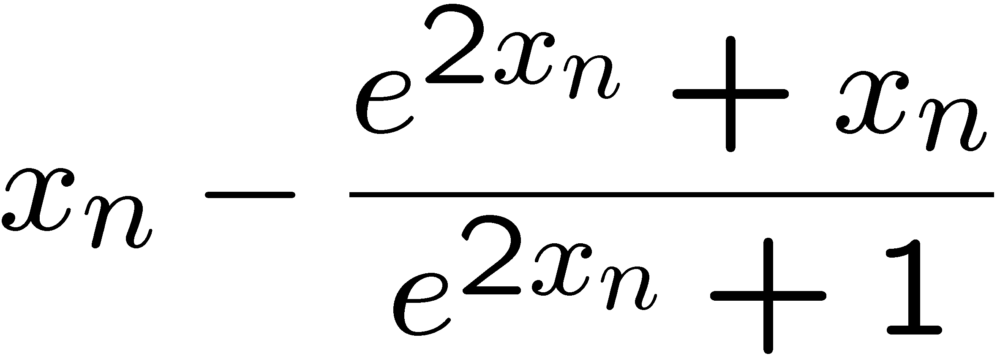 x_n - \frac{e^{2x_n} + x_n}{e^{2x_n} + 1}